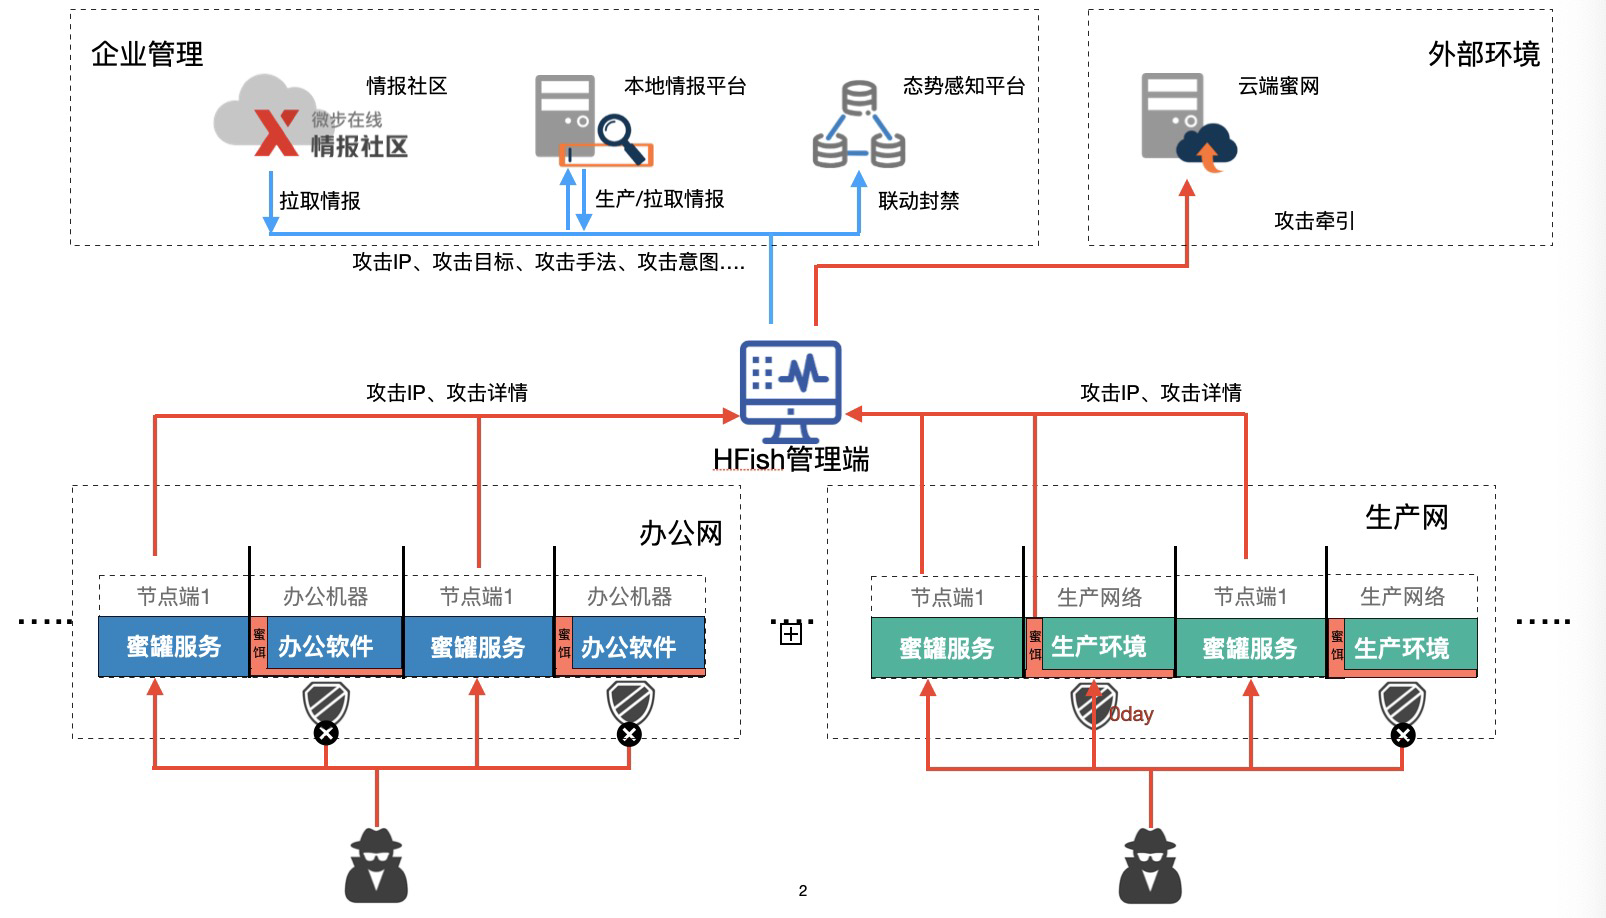 企业管理
外部环境
情报社区
本地情报平台
态势感知平台
云端蜜网
微步在线
情报社区
拉取情报
生产/拉取情报
联动封禁
攻击牵引
攻击IP、攻击目标、攻击手法、攻击意图....
攻击IP、攻击详情
攻击IP、攻击详情
HFish管理端
办公网
生产网
节点端1
办公机器
节点端1
办公机器
节点端1
生产网络
节点端1
生产网络
.....
蜜罐服务
蜜饵
办公软件
蜜罐服务
蜜饵
办公软件
....
蜜罐服务
蜜饵
生产环境
蜜罐服务
蜜饵
生产环境
.....
0day
2